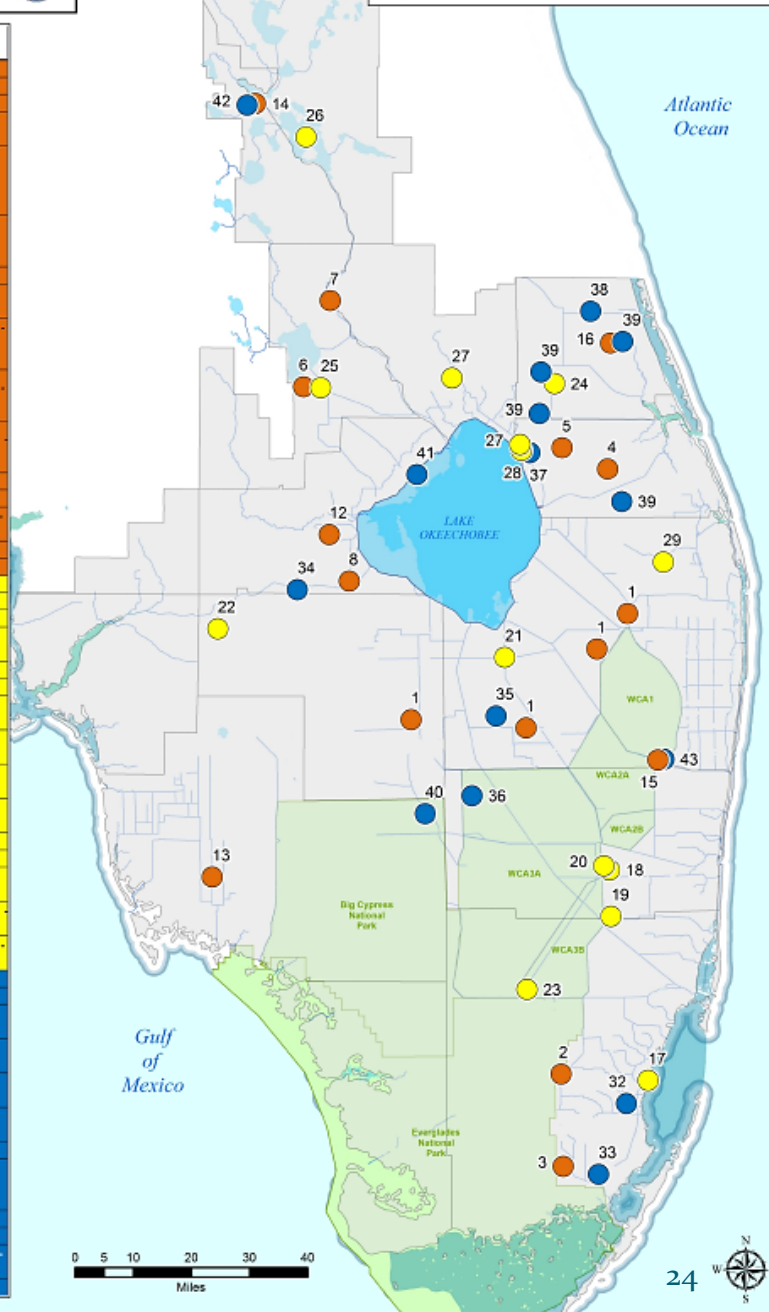 Atlantic
Ocean
42
14
26
7
38
39
16
39
27
24
6
25
39
5
27
41
4
28
37
39
LAKE
OKEECHOBEE
12
29
8
34
1
22
1
21
WCA1
1
35
1
43
15
WCA2A
40
36
WCA2B
20
18
13
WCA3A
19
Big Cypress
National
Park
WCA3B
23
Gulf
of
Mexico
2
17
32
Everglades
National
Park
3
33
0 5 10 20 30 40
Miles
24
N
W
E
S